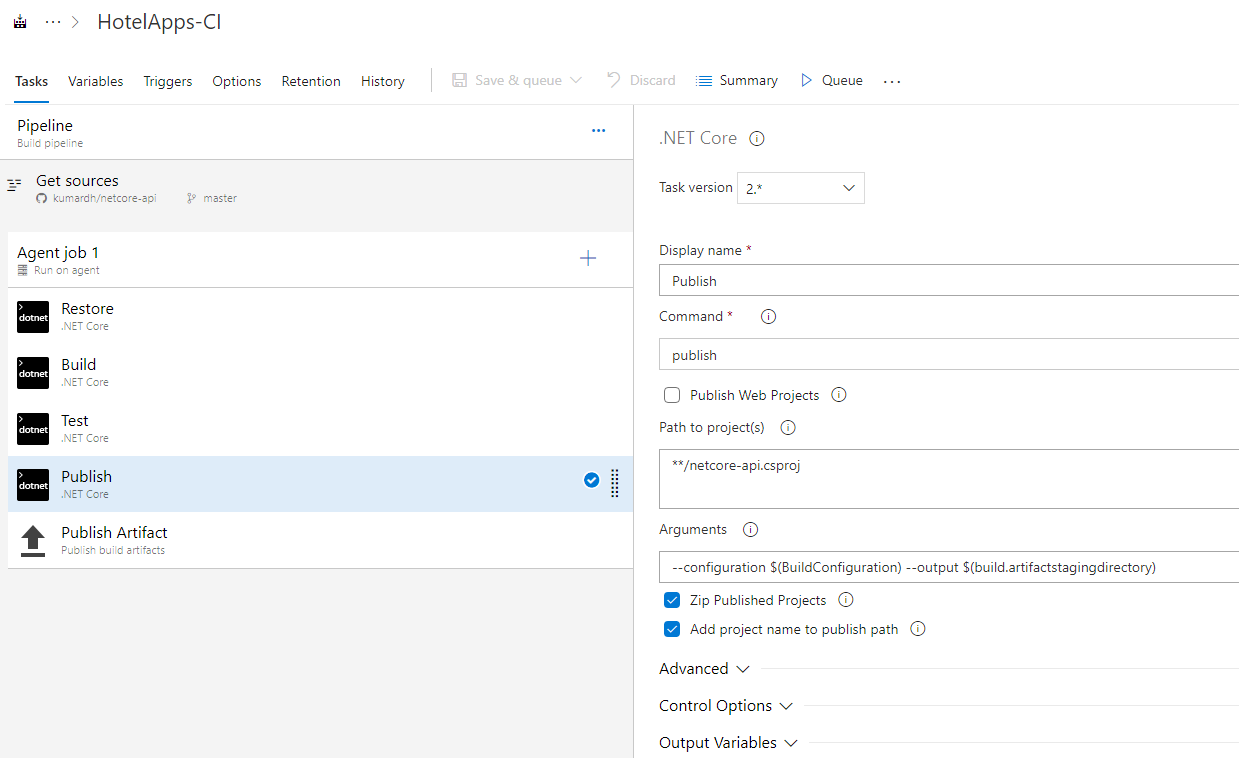 ··· > HotelApps-CI
Tasks Variables Triggers Options Retention History Save & queue Discard Summary Queue ···
Pipeline
Build pipeline
Get sources
kumardh/netcore-api master
Agent job 1
Run on agent
dotnet
Restore
.NET Core
dotnet
Build
.NET Core
dotnet
Test
.NET Core
dotnet
Publish
.NET Core
Publish Artifact
Publish build artifacts
.NET Core
Task version 2.*
Display name *
Publish
Command *
publish
Publish Web Projects
Path to project(s)
**/netcore-api.csproj
Arguments
--configuration $(BuildConfiguration) --output $(build.artifactstagingdirectory)
Zip Published Projects
Add project name to publish path
Advanced
Control Options
Output Variables